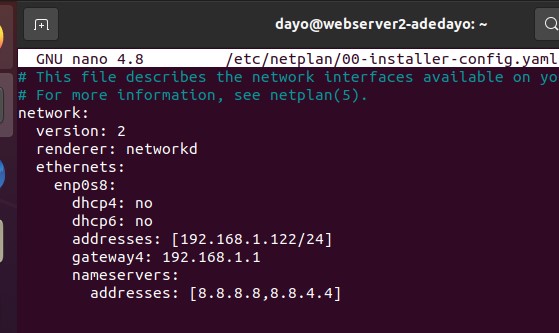 dayo@webserver2-adedayo: ~
GNU nano 4.8 /etc/netplan/00-installer-config.yaml
# This file describes the network interfaces available on yo
# For more information, see netplan(5).
network:
  version: 2
  renderer: networkd
  ethernets:
    enp0s8:
      dhcp4: no
      dhcp6: no
      addresses: [192.168.1.122/24]
      gateway4: 192.168.1.1
      nameservers:
        addresses: [8.8.8.8,8.8.4.4]